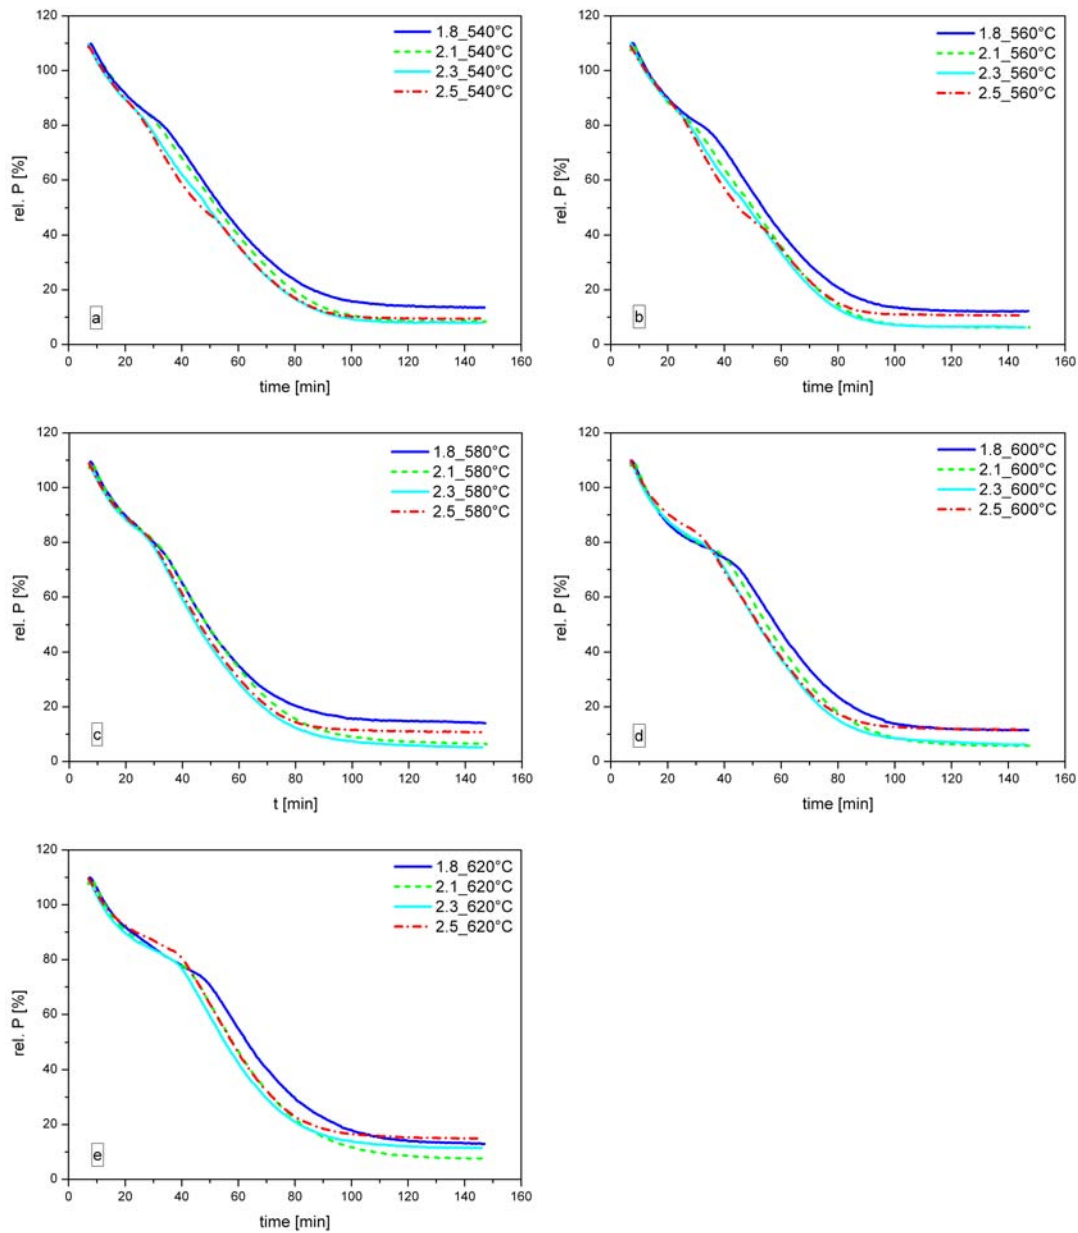 120
100
80
60
40
20
0
rel. P [%]
1.8_540°C
2.1_540°C
2.3_540°C
2.5_540°C
a
0 20 40 60 80 100 120 140 160
time [min]
120
100
80
60
40
20
0
rel. P [%]
1.8_560°C
2.1_560°C
2.3_560°C
2.5_560°C
b
0 20 40 60 80 100 120 140 160
time [min]
120
100
80
60
40
20
0
rel. P [%]
1.8_580°C
2.1_580°C
2.3_580°C
2.5_580°C
c
0 20 40 60 80 100 120 140 160
t [min]
120
100
80
60
40
20
0
rel. P [%]
1.8_600°C
2.1_600°C
2.3_600°C
2.5_600°C
d
0 20 40 60 80 100 120 140 160
time [min]
120
100
80
60
40
20
0
rel. P [%]
1.8_620°C
2.1_620°C
2.3_620°C
2.5_620°C
e
0 20 40 60 80 100 120 140 160
time [min]